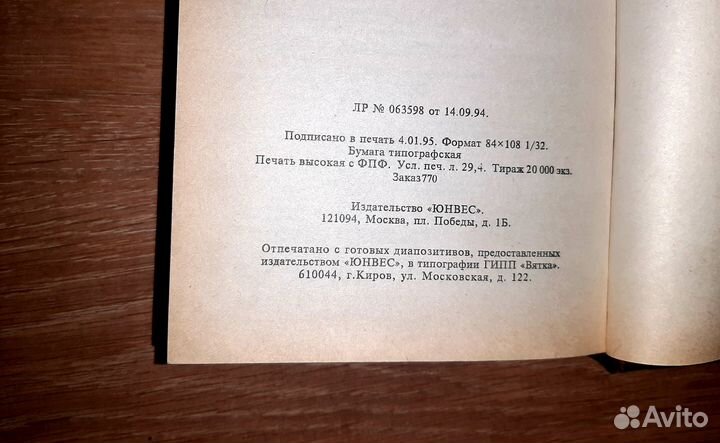 ЛР № 063598 от 14.09.94.
Подписано в печать 4.01.95. Формат 84×108 1/32.
Бумага типографская
Печать высокая с ФПФ. Усл. печ. л. 29,4. Тираж 20 000 экз.
Заказ770
Издательство «ЮНВЕС».
121094, Москва, пл. Победы, д. 1Б.
Отпечатано с готовых диапозитивов, предоставленных
издательством «ЮНВЕС», в типографии ГИПП «Вятка».
610044, г.Киров, ул. Московская, д. 122.
Avito